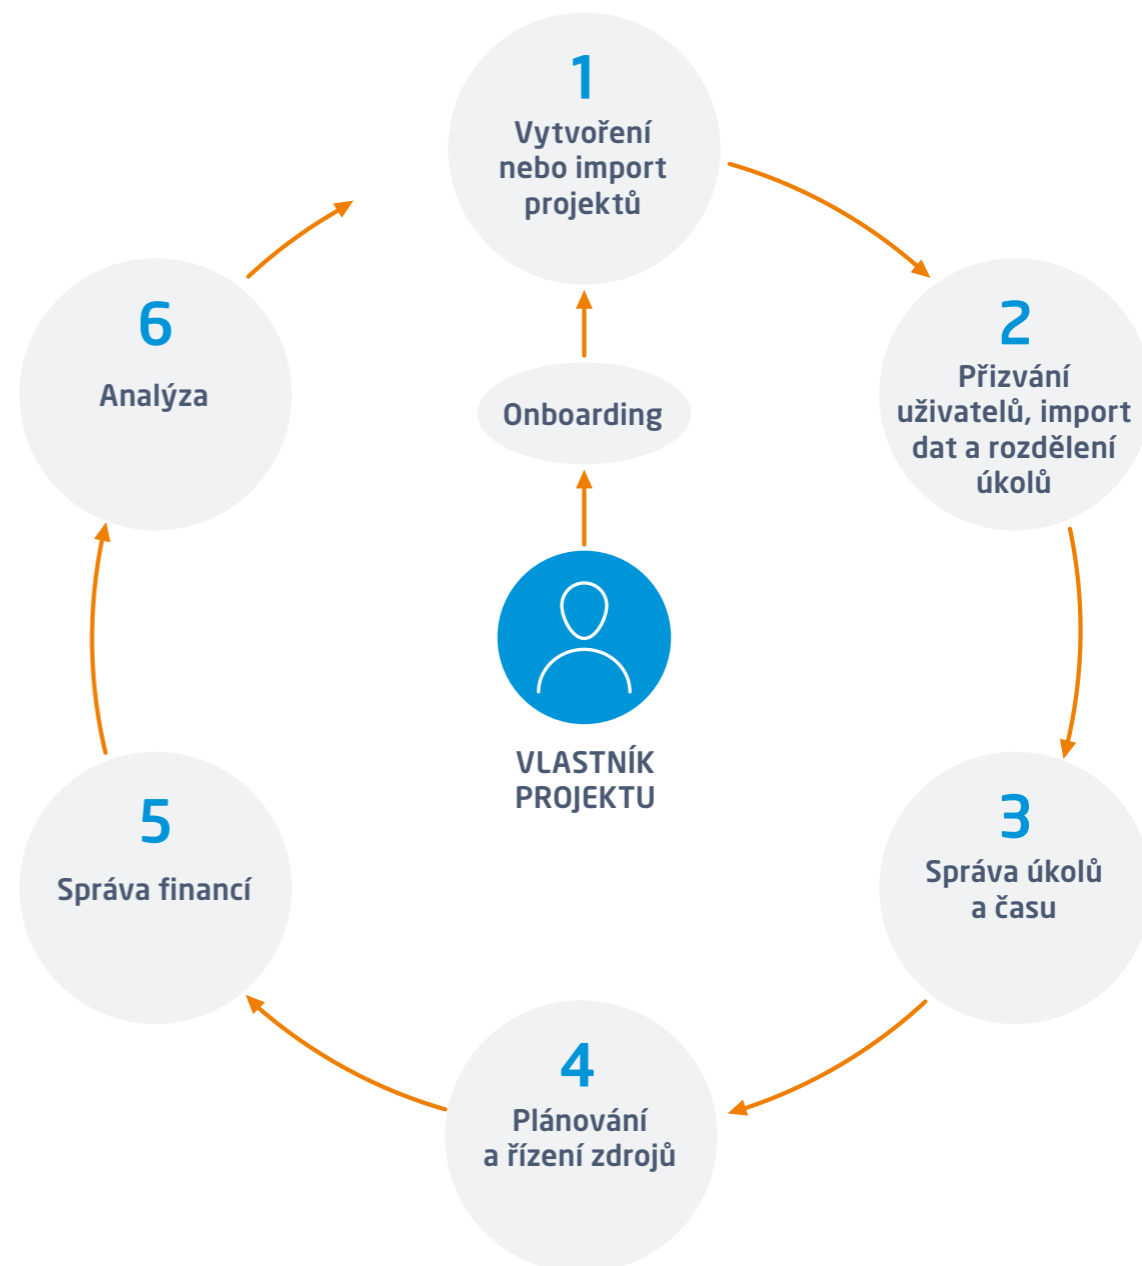 1
Vytvoření
nebo import
projektů
2
Přizvání
uživatelů, import
dat a rozdělení
úkolů
3
Správa úkolů
a času
4
Plánování
a řízení zdrojů
5
Správa financí
6
Analýza
Onboarding
VLASTNÍK
PROJEKTU